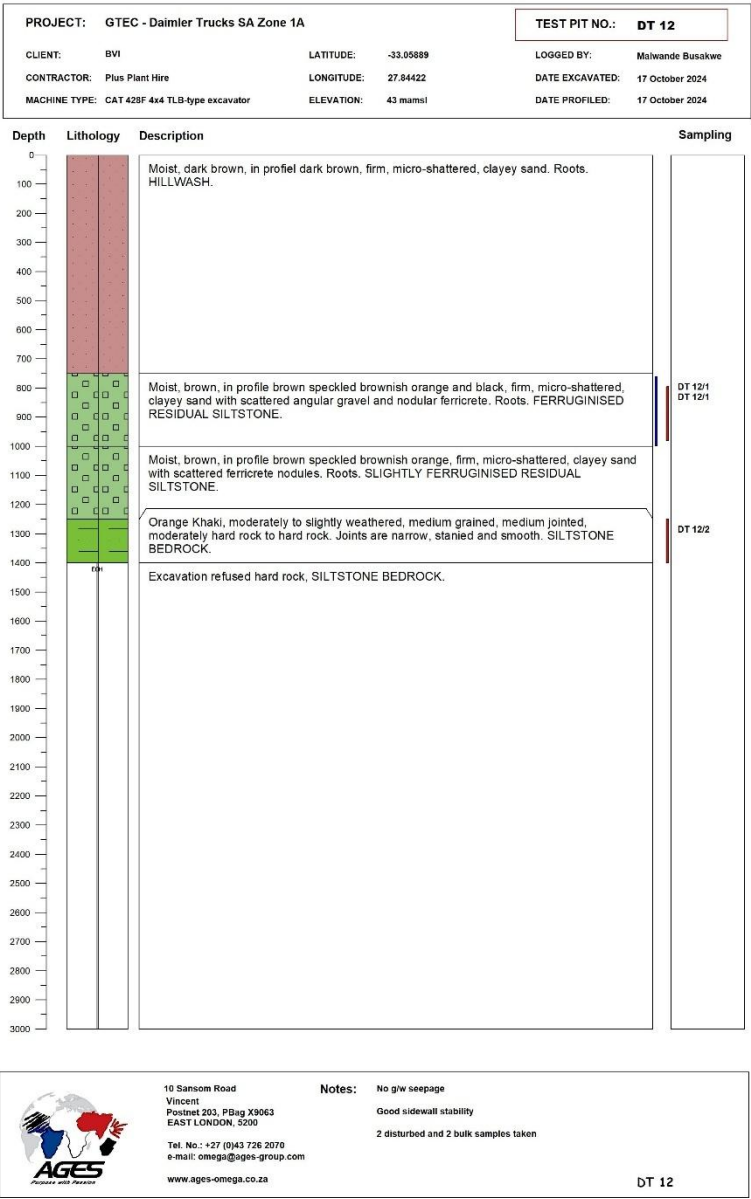 PROJECT: GTEC - Daimler Trucks SA Zone 1A
TEST PIT NO.: DT 12
CLIENT: BVI LATITUDE: -33.05889 LOGGED BY: Malwande Busakwe
CONTRACTOR: Plus Plant Hire LONGITUDE: 27.84422 DATE EXCAVATED: 17 October 2024
MACHINE TYPE: CAT 428F 4x4 TLB-type excavator ELEVATION: 43 mamsl DATE PROFILED: 17 October 2024
Depth Lithology Description Sampling
0
Moist, dark brown, in profiel dark brown, firm, micro-shattered, clayey sand. Roots.
HILLWASH.
100
200
300
400
500
600
700
800
Moist, brown, in profile brown speckled brownish orange and black, firm, micro-shattered,
clayey sand with scattered angular gravel and nodular ferricrete. Roots. FERRUGINISED
RESIDUAL SILTSTONE.
DT 12/1
DT 12/1
900
1000
Moist, brown, in profile brown speckled brownish orange, firm, micro-shattered, clayey sand
with scattered ferricrete nodules. Roots. SLIGHTLY FERRUGINISED RESIDUAL
SILTSTONE.
1100
1200
1300
Orange Khaki, moderately to slightly weathered, medium grained, medium jointed,
moderately hard rock to hard rock. Joints are narrow, stanied and smooth. SILTSTONE
BEDROCK.
DT 12/2
1400
EOH
Excavation refused hard rock, SILTSTONE BEDROCK.
1500
1600
1700
1800
1900
2000
2100
2200
2300
2400
2500
2600
2700
2800
2900
3000
AGES
Purpose with Passion
10 Sansom Road
Vincent
Postnet 203, PBag X9063
EAST LONDON, 5200
Tel. No.: +27 (0)43 726 2070
e-mail: omega@ages-group.com
www.ages-omega.co.za
Notes: No g/w seepage
Good sidewall stability
2 disturbed and 2 bulk samples taken
DT 12